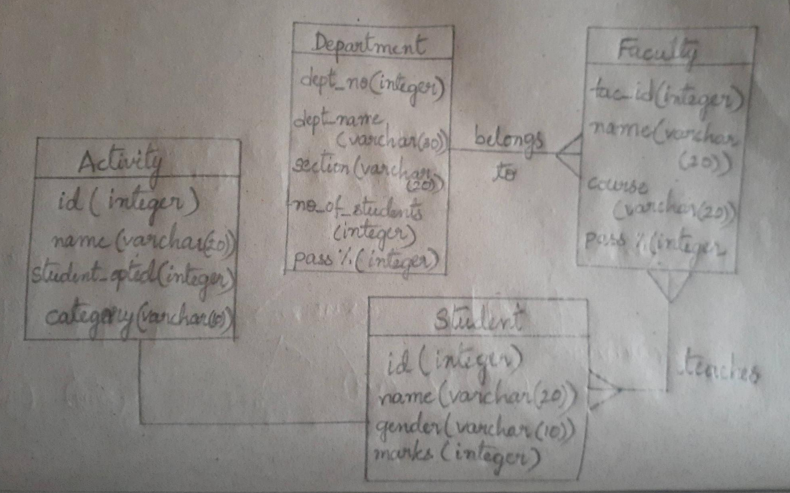 Department
dept_no(integer)
dept_name
(varchar(30))
section(varchar
(20))
no_of_students
(integer)
pass%(integer)
belongs
to
Faculty
fac_id(integer)
name(varchar
(20))
course
(varchar(20))
pass %(integer
Activity
id(integer)
name(varchar(20))
student_opted(integer)
category(varchar(10))
Student
id(integer)
name(varchar(20))
gender(varchar(10))
marks(integer)
teaches